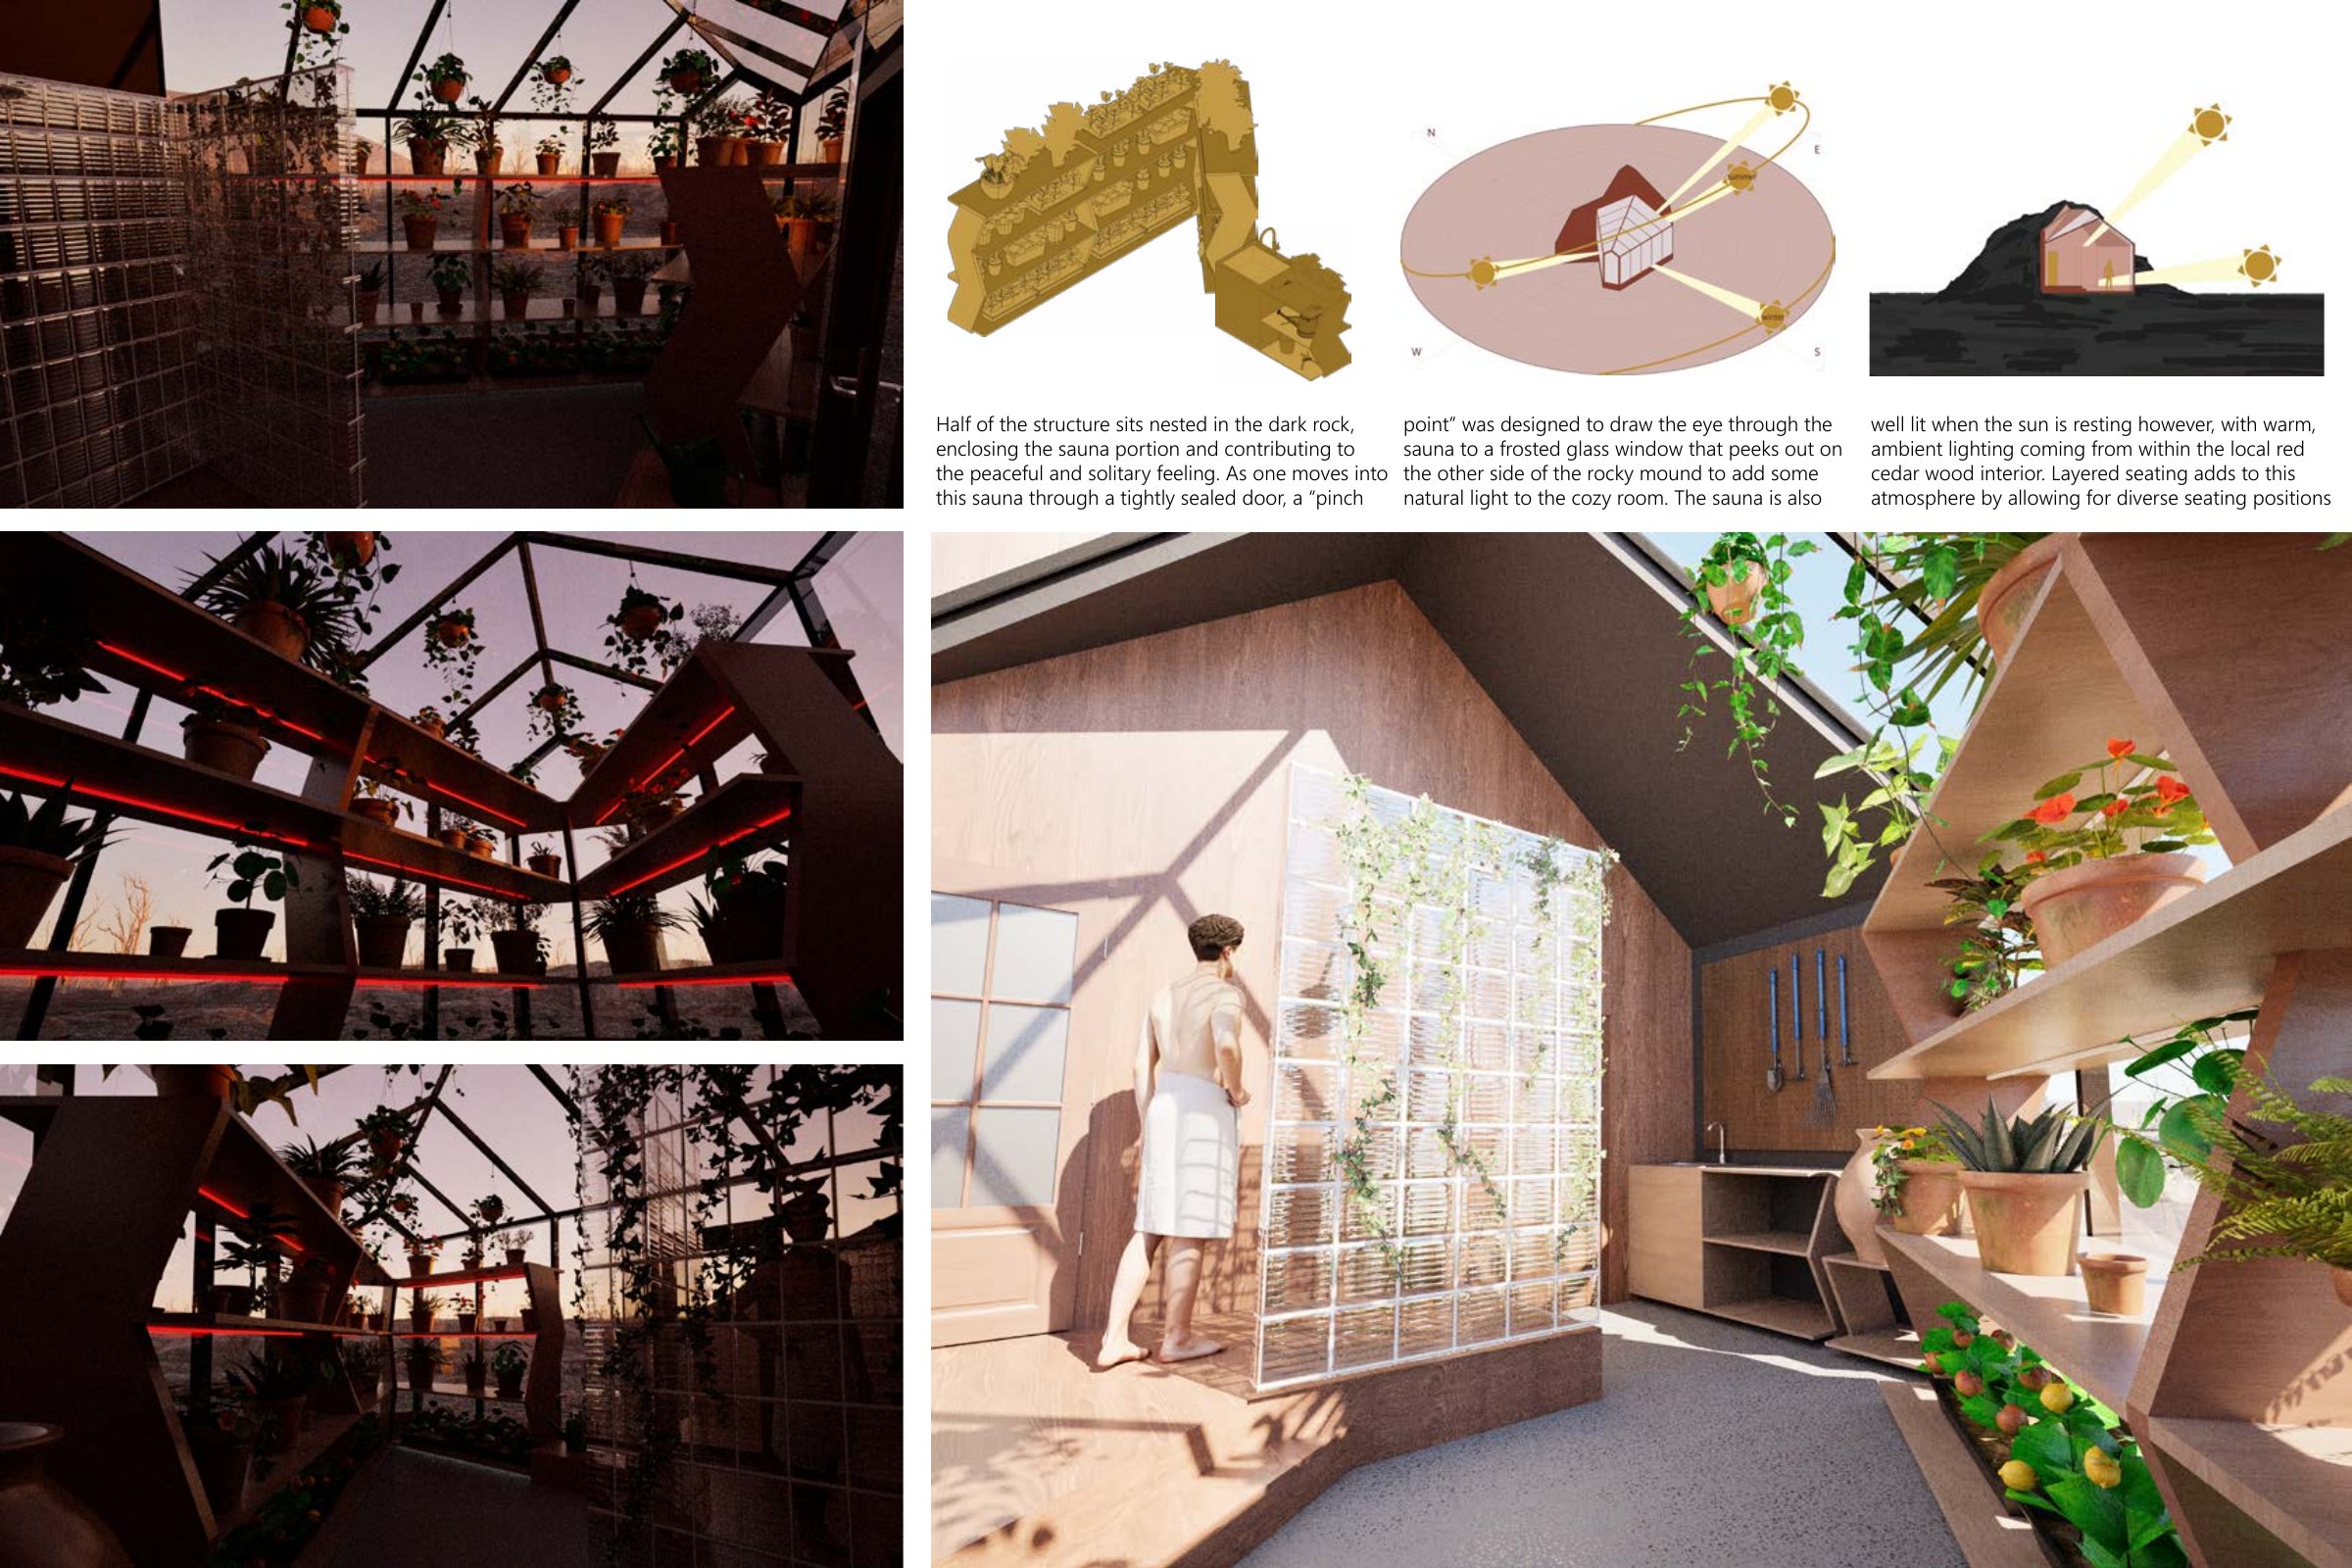 N
E
summer
winter
W
S
Half of the structure sits nested in the dark rock,
enclosing the sauna portion and contributing to
the peaceful and solitary feeling. As one moves into
this sauna through a tightly sealed door, a “pinch
point” was designed to draw the eye through the
sauna to a frosted glass window that peeks out on
the other side of the rocky mound to add some
natural light to the cozy room. The sauna is also
well lit when the sun is resting however, with warm,
ambient lighting coming from within the local red
cedar wood interior. Layered seating adds to this
atmosphere by allowing for diverse seating positions